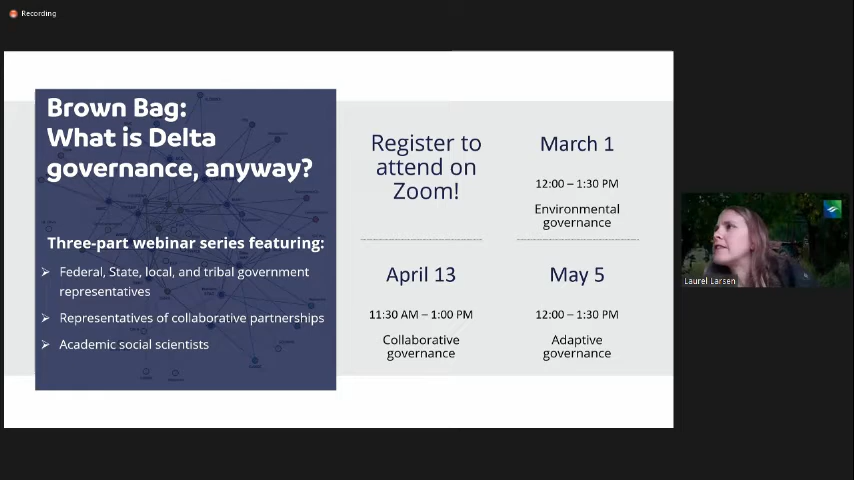 Recording
Brown Bag:
What is Delta
governance, anyway?
Three-part webinar series featuring:
Federal, State, local, and tribal government
representatives
Representatives of collaborative partnerships
Academic social scientists
Register to
attend on
Zoom!
March 1
12:00 – 1:30 PM
Environmental
governance
April 13
11:30 AM – 1:00 PM
Collaborative
governance
May 5
12:00 – 1:30 PM
Adaptive
governance
Laurel Larsen